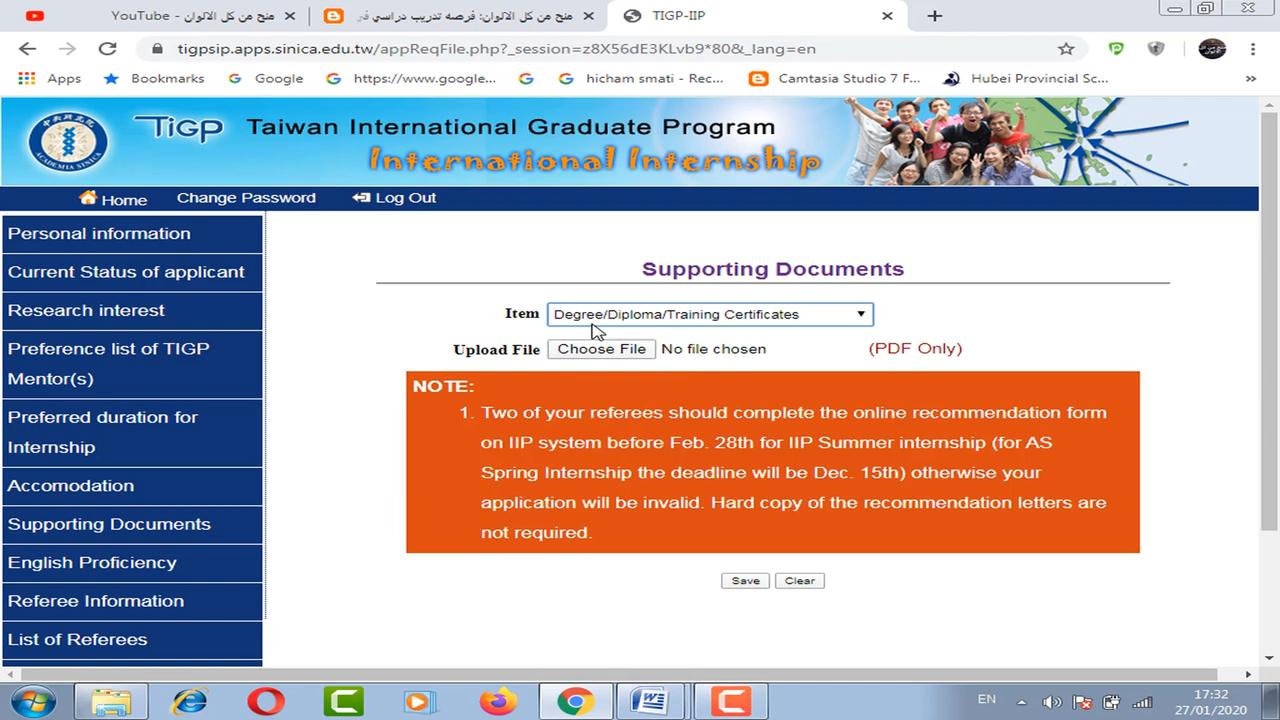 منح من كل الالوان - YouTube
منح من كل الالوان: فرصه تدريب دراسي في
TIGP-IIP
tigpsip.apps.sinica.edu.tw/appReqFile.php?_session=z8X56dE3KLvb9*80&_lang=en
Apps
Bookmarks
Google
https://www.google...
hicham smati - Rec...
Camtasia Studio 7 F...
Hubei Provincial Sc...
»
ACADEMIA SINICA
TIGP
Taiwan International Graduate Program
International Internship
Home
Change Password
Log Out
Personal information
Current Status of applicant
Research interest
Preference list of TIGP
Mentor(s)
Preferred duration for
Internship
Accomodation
Supporting Documents
English Proficiency
Referee Information
List of Referees
Supporting Documents
Item Degree/Diploma/Training Certificates
Upload File Choose File No file chosen (PDF Only)
NOTE:
1. Two of your referees should complete the online recommendation form
on IIP system before Feb. 28th for IIP Summer internship (for AS
Spring Internship the deadline will be Dec. 15th) otherwise your
application will be invalid. Hard copy of the recommendation letters are
not required.
Save Clear
EN
17:32
27/01/2020